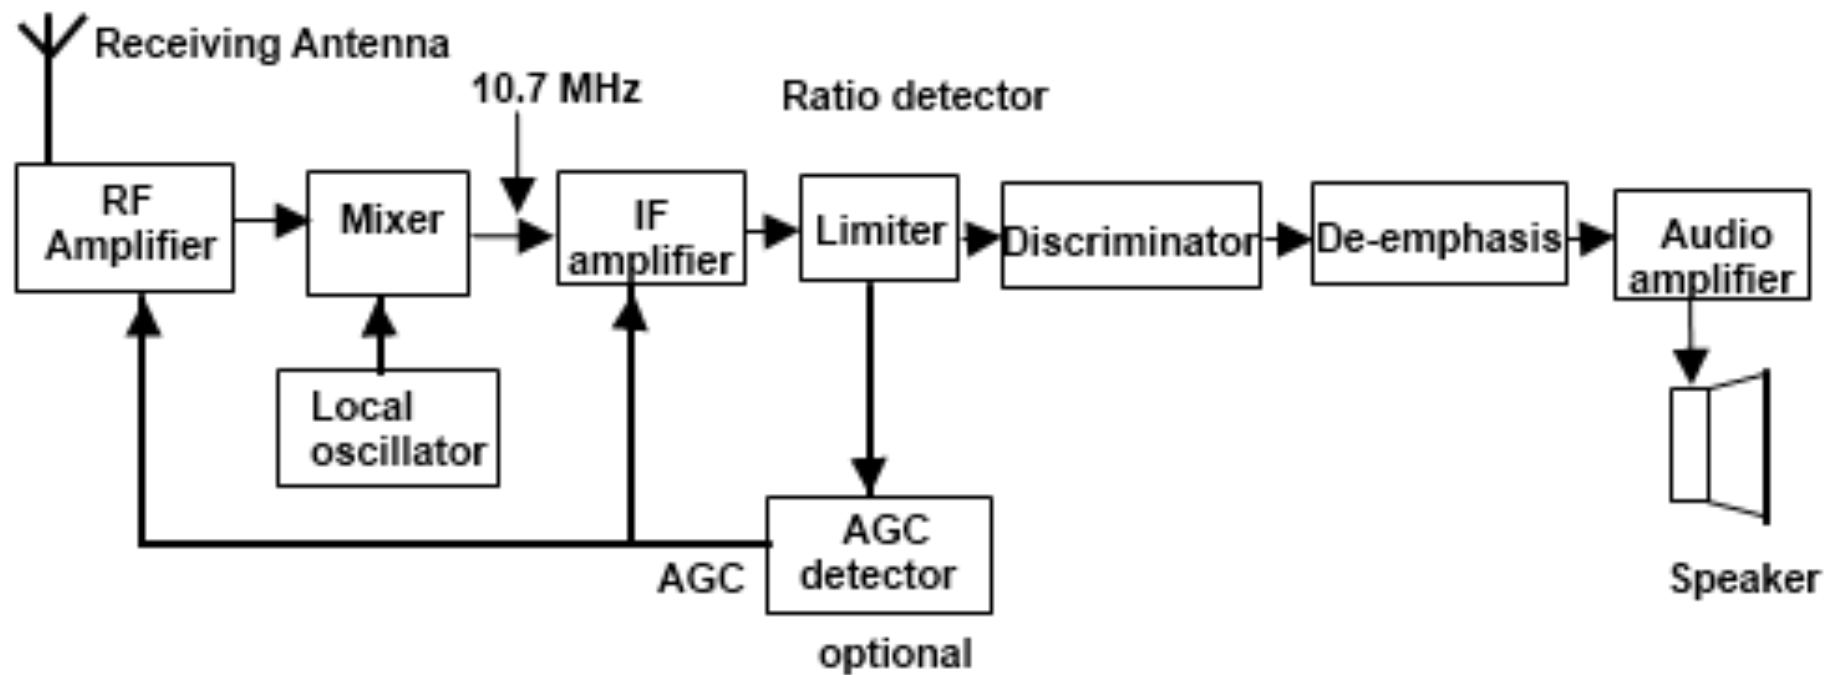 Receiving Antenna
10.7 MHz
Ratio detector
RF
Amplifier
Mixer
IF
amplifier
Limiter
Discriminator
De-emphasis
Audio
amplifier
Local
oscillator
AGC
AGC
detector
optional
Speaker